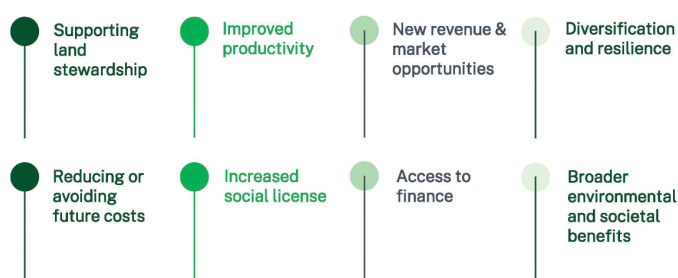 Supporting
land
stewardship
Improved
productivity
New revenue &
market
opportunities
Diversification
and resilience
Reducing or
avoiding
future costs
Increased
social license
Access to
finance
Broader
environmental
and societal
benefits